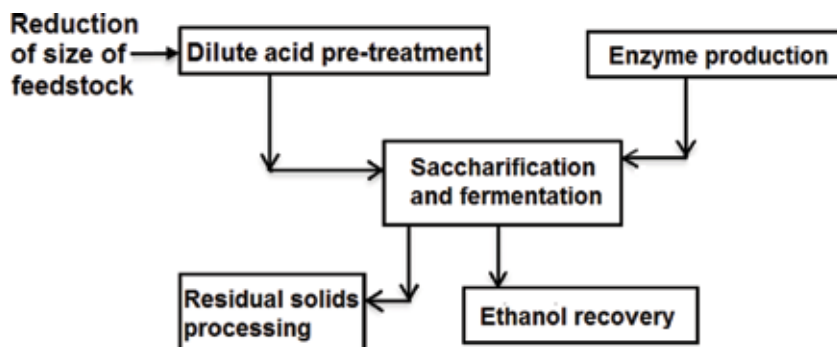 Reduction
of size of
feedstock
Dilute acid pre-treatment
Enzyme production
Saccharification
and fermentation
Residual solids
processing
Ethanol recovery